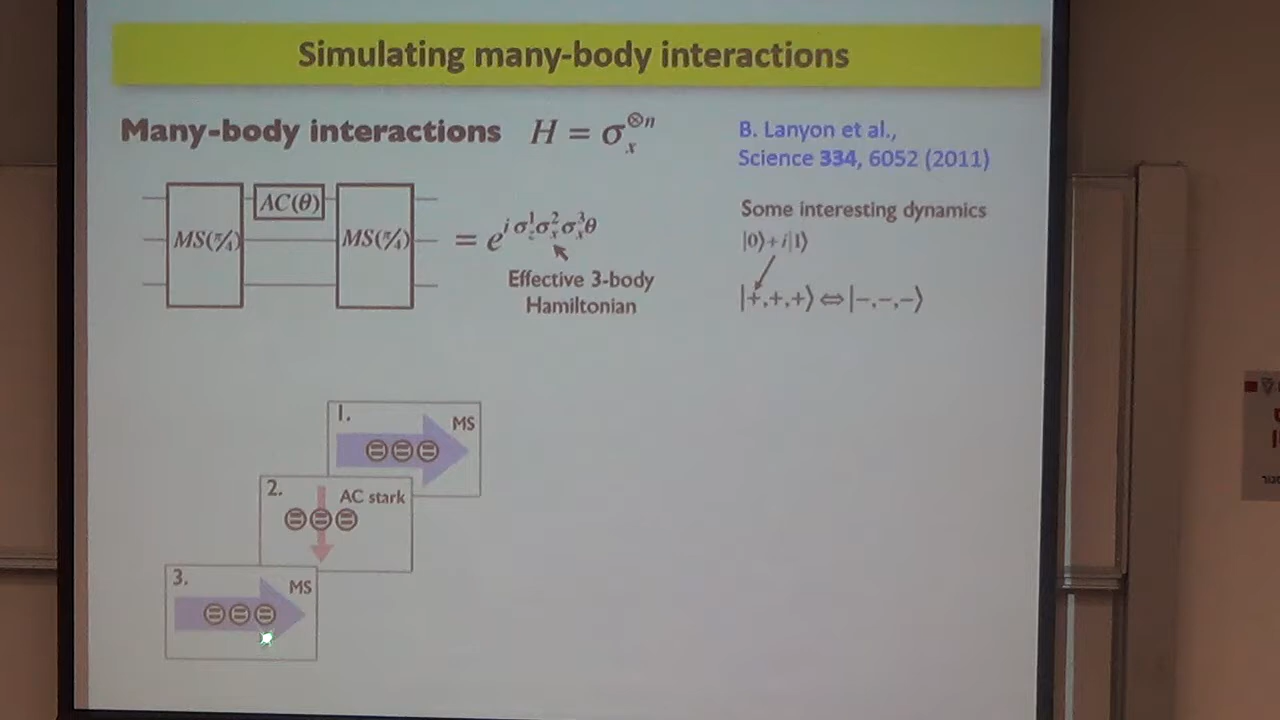 Simulating many-body interactions
Many-body interactions H = σₓ^⊗n
B. Lanyon et al.,
Science 334, 6052 (2011)
MS(π/4) AC(θ) MS(π/4) = e^{i σ_z^1 σ_x^2 σ_x^3 θ}
Effective 3-body
Hamiltonian
Some interesting dynamics
|0⟩+i|1⟩
|+,+,+⟩⇔|−,−,−⟩
1. MS
2. AC stark
3. MS